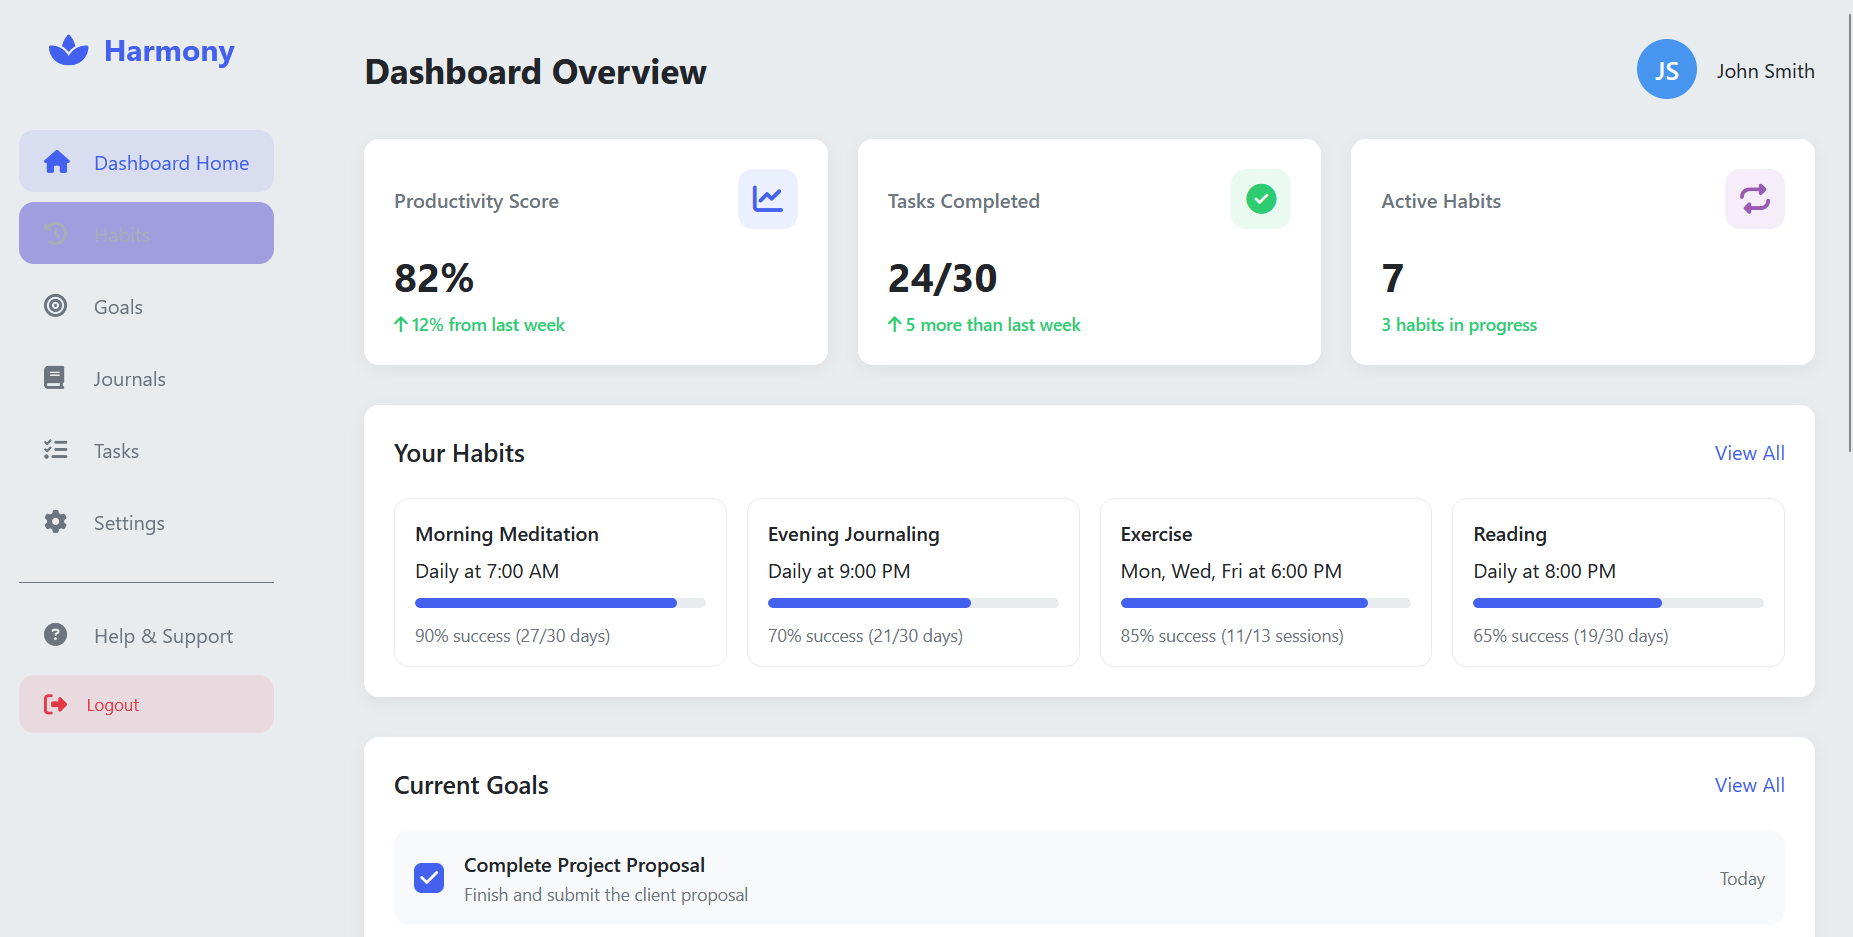 Harmony
Dashboard Home
Habits
Goals
Journals
Tasks
Settings
Help & Support
Logout
Dashboard Overview
JS
John Smith
Productivity Score
82%
12% from last week
Tasks Completed
24/30
5 more than last week
Active Habits
7
3 habits in progress
Your Habits
View All
Morning Meditation
Daily at 7:00 AM
90% success (27/30 days)
Evening Journaling
Daily at 9:00 PM
70% success (21/30 days)
Exercise
Mon, Wed, Fri at 6:00 PM
85% success (11/13 sessions)
Reading
Daily at 8:00 PM
65% success (19/30 days)
Current Goals
View All
Complete Project Proposal
Finish and submit the client proposal
Today